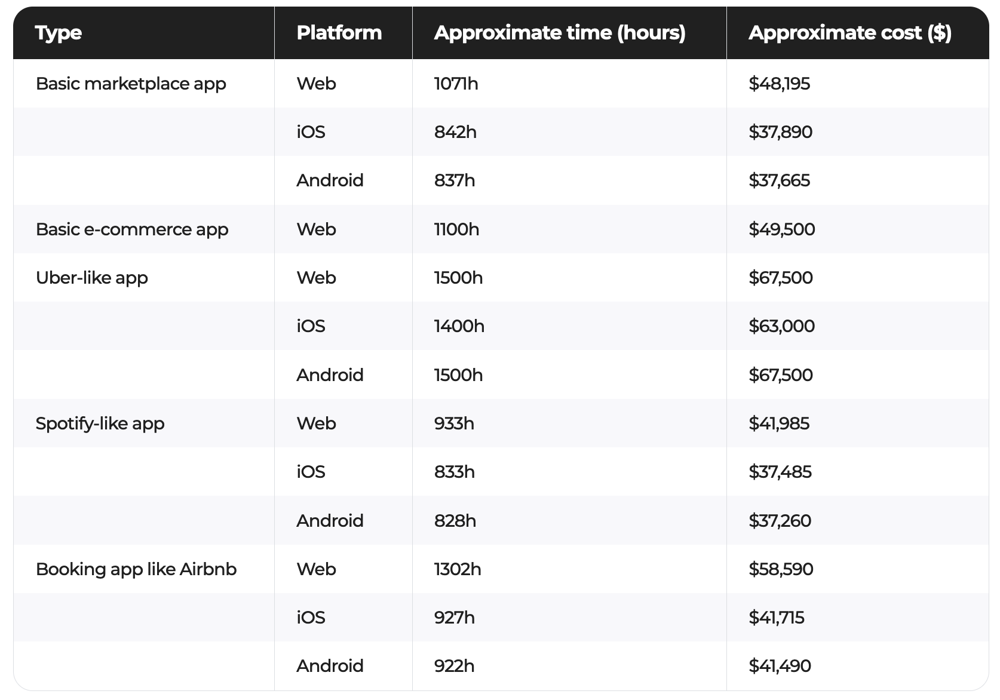 Type Platform Approximate time (hours) Approximate cost ($)
Basic marketplace app Web 1071h $48,195
iOS 842h $37,890
Android 837h $37,665
Basic e-commerce app Web 1100h $49,500
Uber-like app Web 1500h $67,500
iOS 1400h $63,000
Android 1500h $67,500
Spotify-like app Web 933h $41,985
iOS 833h $37,485
Android 828h $37,260
Booking app like Airbnb Web 1302h $58,590
iOS 927h $41,715
Android 922h $41,490